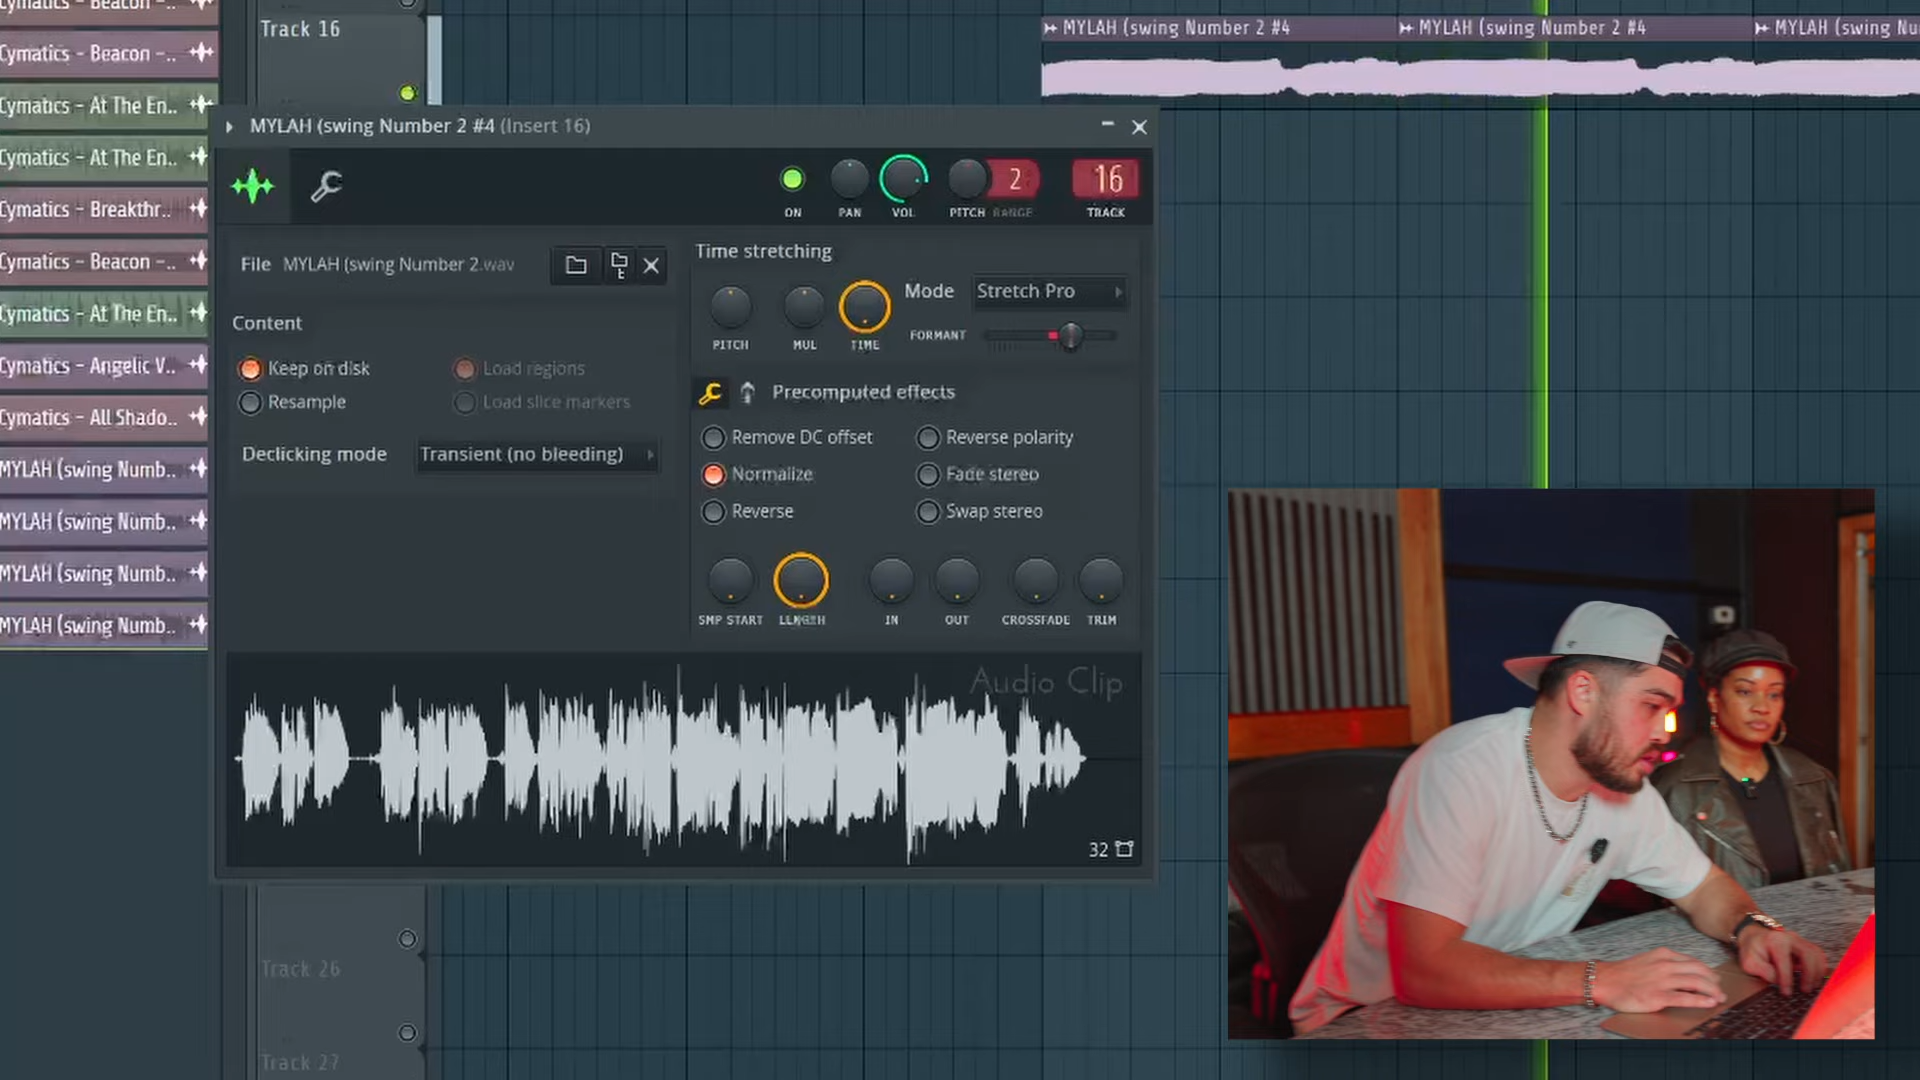 Cymatics - Beacon -..
Track 16
MYLAH (swing Number 2 #4
MYLAH (swing Number 2 #4
MYLAH (swing Nu
Cymatics - Beacon -..
Cymatics - At The En..
Cymatics - At The En..
Cymatics - Breakthr..
Cymatics - Beacon -..
Cymatics - At The En..
Cymatics - Angelic V..
Cymatics - All Shado..
MYLAH (swing Numb..
MYLAH (swing Numb..
MYLAH (swing Numb..
MYLAH (swing Numb..
MYLAH (swing Number 2 #4 (Insert 16)
2
16
ON
PAN
VOL
PITCH
RANGE
TRACK
File
MYLAH (swing Number 2.wav
Content
Keep on disk
Load regions
Resample
Load slice markers
Declicking mode
Transient (no bleeding)
Time stretching
PITCH
MUL
TIME
Mode
Stretch Pro
FORMANT
Precomputed effects
Remove DC offset
Reverse polarity
Normalize
Fade stereo
Reverse
Swap stereo
SMP START
LENGTH
IN
OUT
CROSSFADE
TRIM
Audio Clip
32
Track 26
Track 27